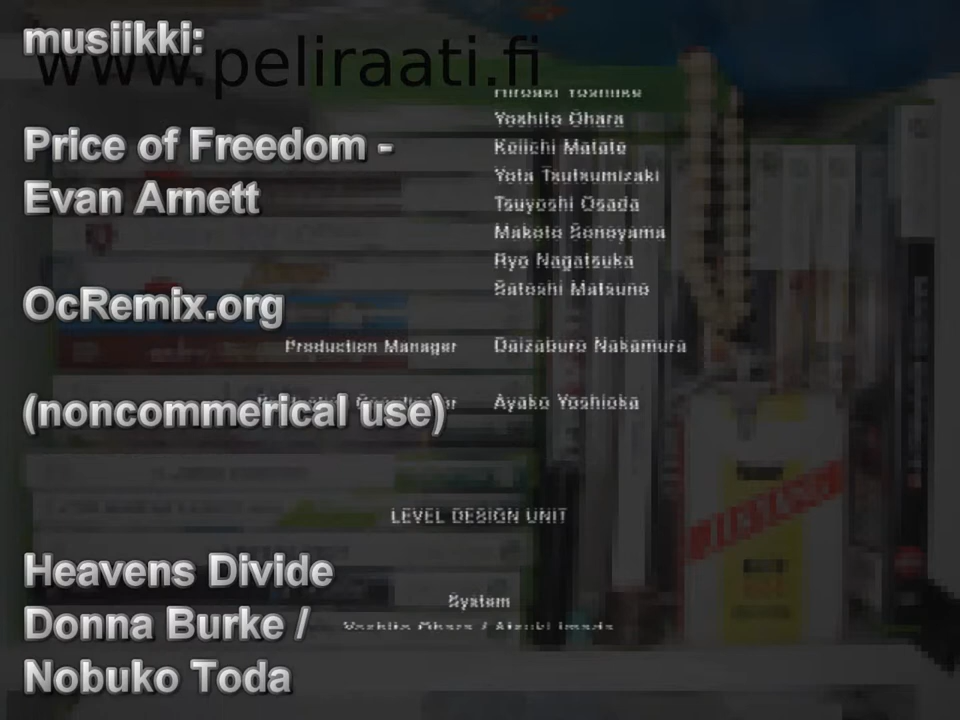 musiikki:
www.peliraati.fi
Price of Freedom -
Evan Arnett
OcRemix.org
(noncommerical use)
Heavens Divide
Donna Burke /
Nobuko Toda
Yoshito Ohara
Keiichi Matate
Yota Tsutsumizaki
Tsuyoshi Osada
Makoto Sonoyama
Ryo Nagatsuka
Satoshi Matsuno
Production Manager Daizaburo Nakamura
Ayako Yoshioka
LEVEL DESIGN UNIT
System